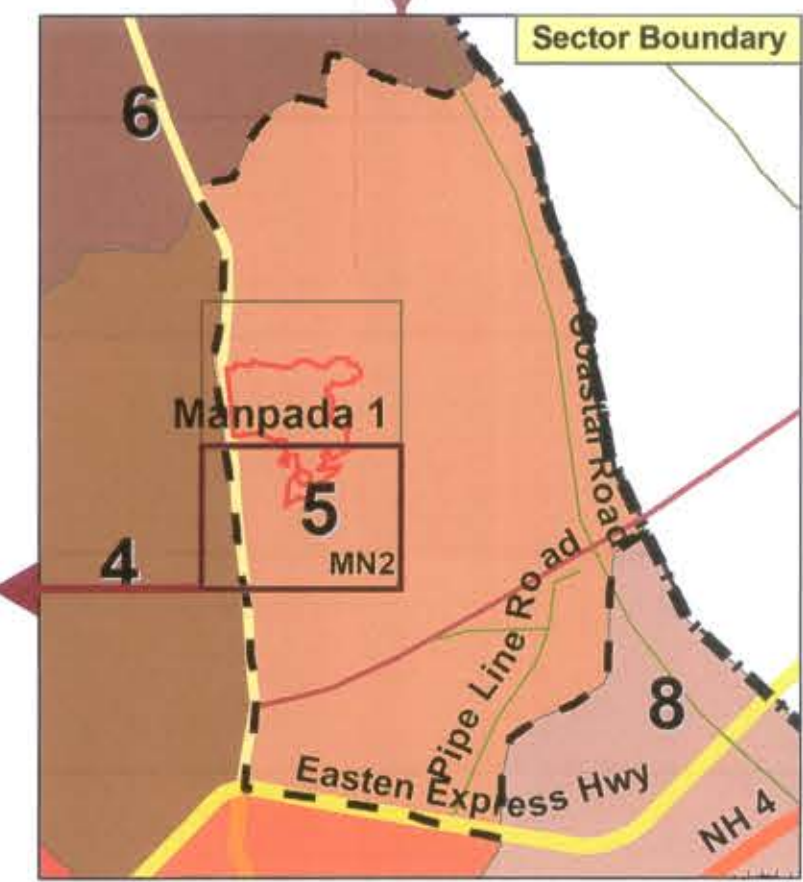 Sector Boundary
6
Coastal Road
Manpada 1
5
MN2
4
Pipe Line Road
8
Easten Express Hwy
NH 4